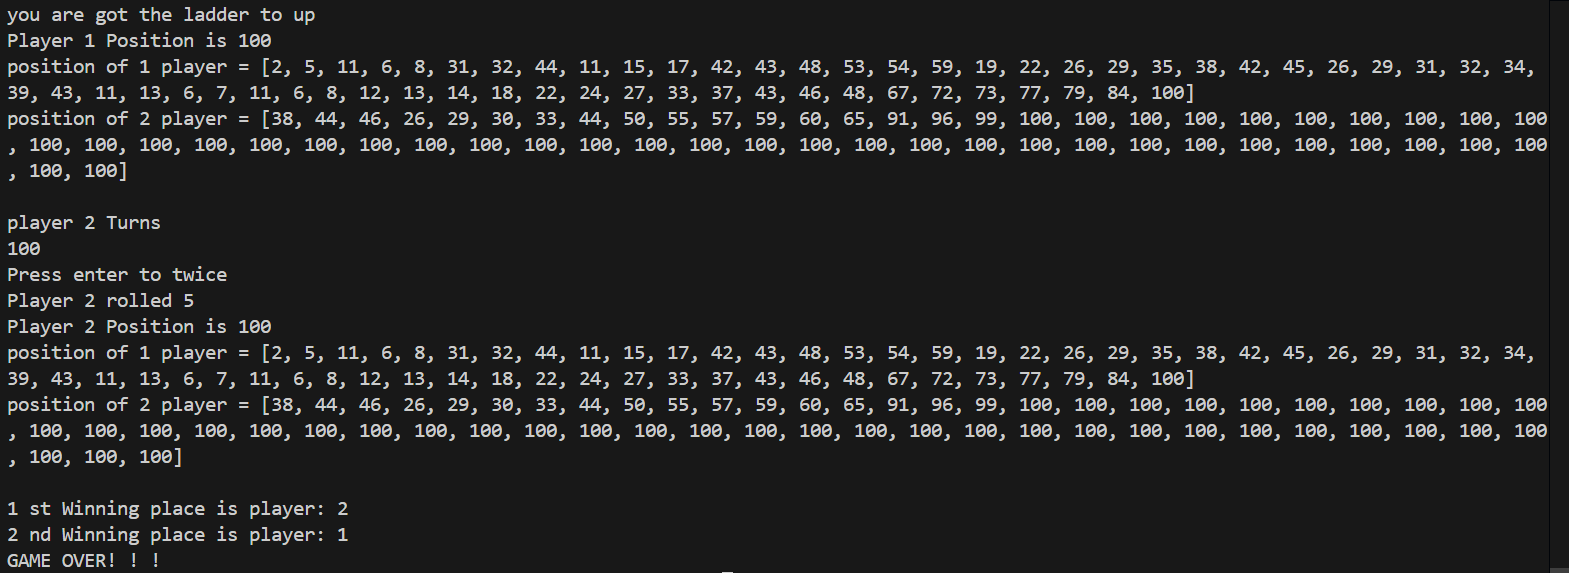 you are got the ladder to up
Player 1 Position is 100
position of 1 player = [2, 5, 11, 6, 8, 31, 32, 44, 11, 15, 17, 42, 43, 48, 53, 54, 59, 19, 22, 26, 29, 35, 38, 42, 45, 26, 29, 31, 32, 34,
39, 43, 11, 13, 6, 7, 11, 6, 8, 12, 13, 14, 18, 22, 24, 27, 33, 37, 43, 46, 48, 67, 72, 73, 77, 79, 84, 100]
position of 2 player = [38, 44, 46, 26, 29, 30, 33, 44, 50, 55, 57, 59, 60, 65, 91, 96, 99, 100, 100, 100, 100, 100, 100, 100, 100, 100, 100
, 100, 100, 100, 100, 100, 100, 100, 100, 100, 100, 100, 100, 100, 100, 100, 100, 100, 100, 100, 100, 100, 100, 100, 100, 100, 100, 100, 100
, 100, 100]
player 2 Turns
100
Press enter to twice
Player 2 rolled 5
Player 2 Position is 100
position of 1 player = [2, 5, 11, 6, 8, 31, 32, 44, 11, 15, 17, 42, 43, 48, 53, 54, 59, 19, 22, 26, 29, 35, 38, 42, 45, 26, 29, 31, 32, 34,
39, 43, 11, 13, 6, 7, 11, 6, 8, 12, 13, 14, 18, 22, 24, 27, 33, 37, 43, 46, 48, 67, 72, 73, 77, 79, 84, 100]
position of 2 player = [38, 44, 46, 26, 29, 30, 33, 44, 50, 55, 57, 59, 60, 65, 91, 96, 99, 100, 100, 100, 100, 100, 100, 100, 100, 100, 100
, 100, 100, 100, 100, 100, 100, 100, 100, 100, 100, 100, 100, 100, 100, 100, 100, 100, 100, 100, 100, 100, 100, 100, 100, 100, 100, 100, 100
, 100, 100, 100]
1 st Winning place is player: 2
2 nd Winning place is player: 1
GAME OVER! ! !